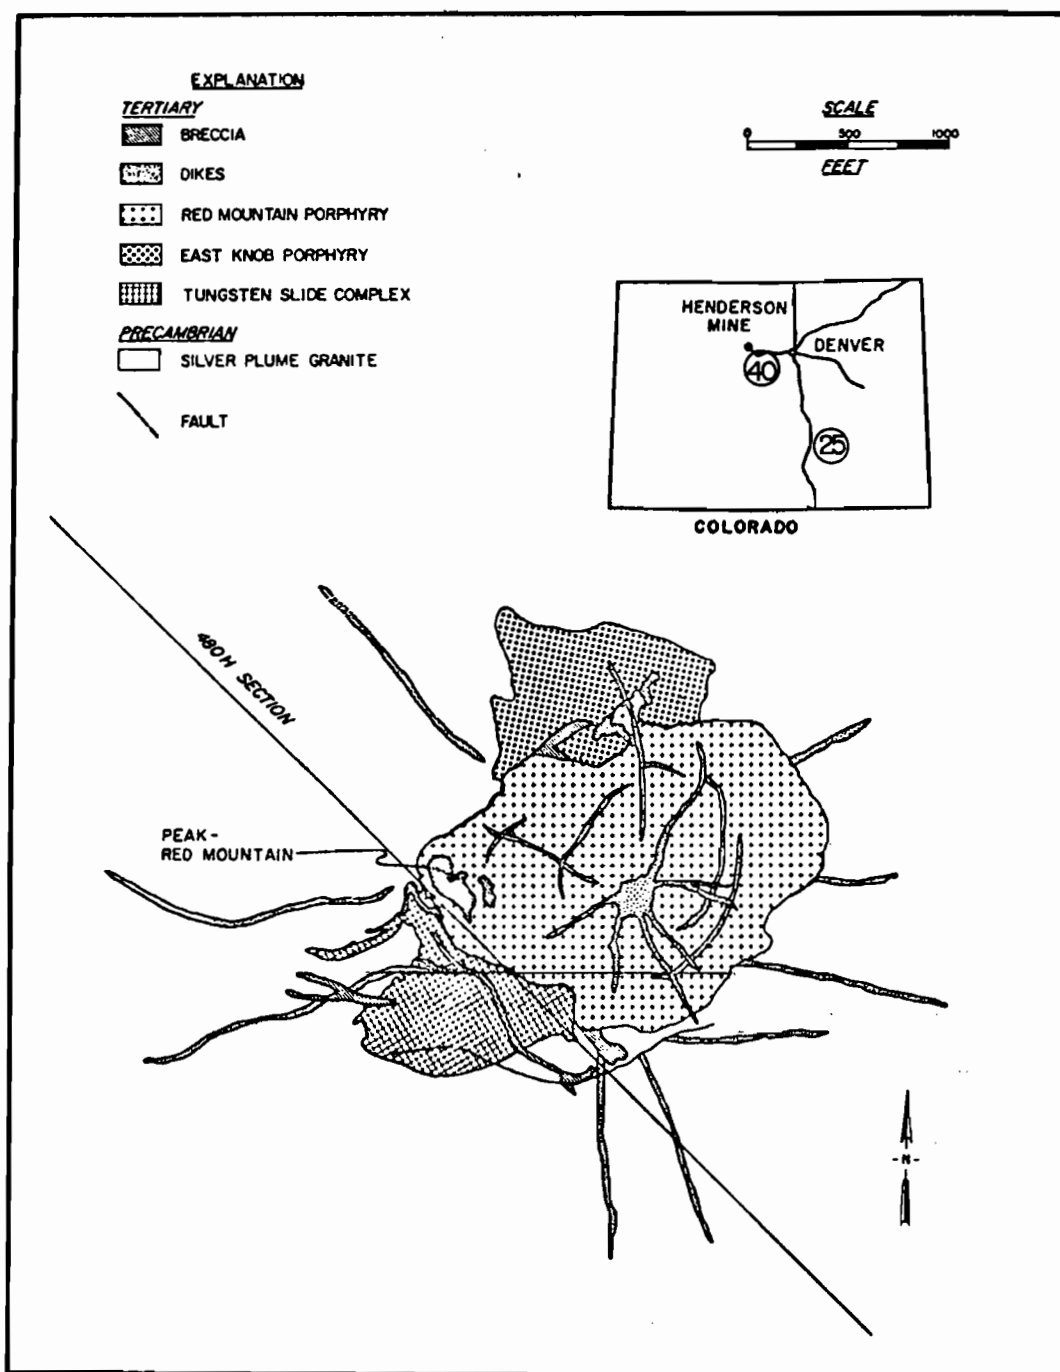 EXPLANATION
TERTIARY
BRECCIA
DIKES
RED MOUNTAIN PORPHYRY
EAST KNOB PORPHYRY
TUNGSTEN SLIDE COMPLEX
PRECAMBRIAN
SILVER PLUME GRANITE
FAULT
SCALE
0 500 1000
FEET
HENDERSON
MINE
DENVER
40
25
COLORADO
480 H SECTION
PEAK-
RED MOUNTAIN
-N-